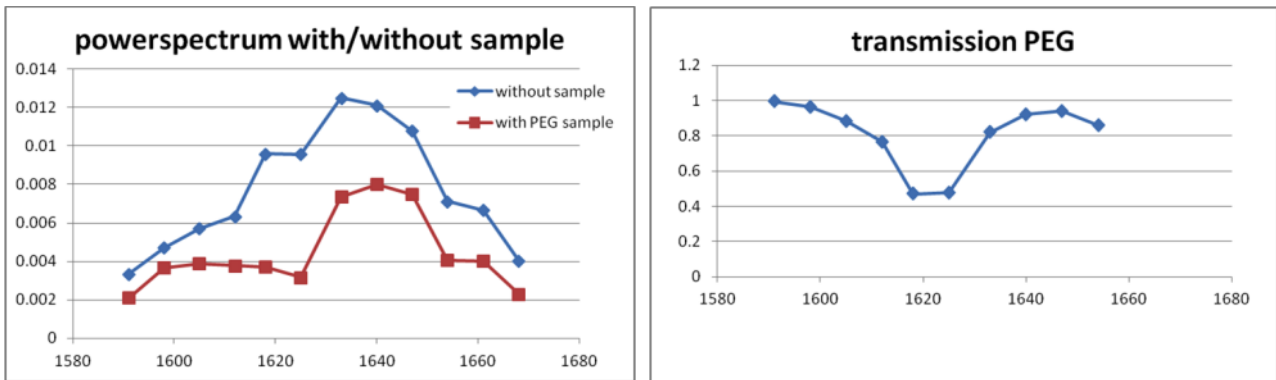 powerspectrum with/without sample
0.014
0.012
0.01
0.008
0.006
0.004
0.002
0
1580 1600 1620 1640 1660 1680
without sample
with PEG sample
transmission PEG
1.2
1
0.8
0.6
0.4
0.2
0
1580 1600 1620 1640 1660 1680